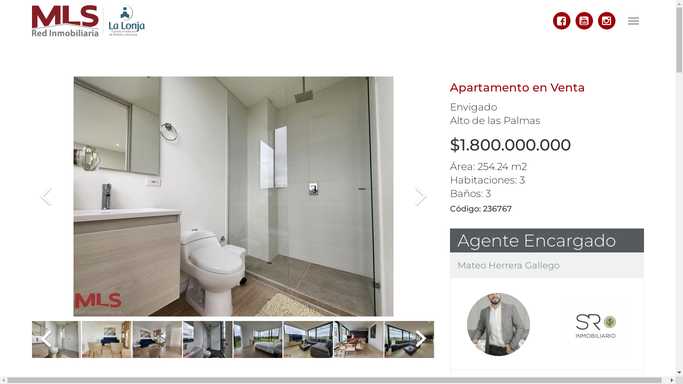 MLS
Red Inmobiliaria
La Lonja
Apartamento en Venta
Envigado
Alto de las Palmas
$1.800.000.000
Área: 254.24 m2
Habitaciones: 3
Baños: 3
Código: 236767
Agente Encargado
Mateo Herrera Gallego
MLS
SR
INMOBILIARIO